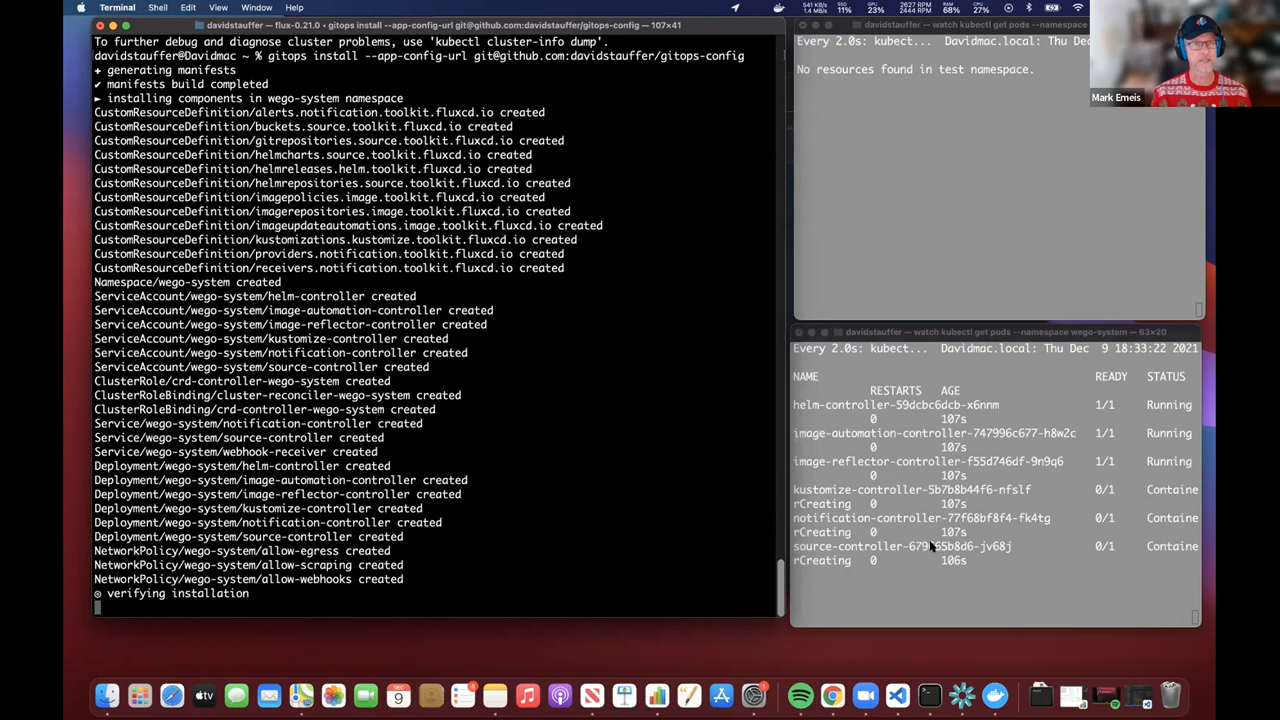 Terminal Shell Edit View Window Help
541 KB/s
1.4 MB/s
SSD
11%
GPU
23%
2627 RPM
2444 RPM
RAM
68%
CPU
27%
davidstauffer — flux-0.21.0 • gitops install --app-config-url git@github.com:davidstauffer/gitops-config — 107×41
To further debug and diagnose cluster problems, use 'kubectl cluster-info dump'.
davidstauffer@Davidmac ~ % gitops install --app-config-url git@github.com:davidstauffer/gitops-config
✚ generating manifests
✔ manifests build completed
► installing components in wego-system namespace
CustomResourceDefinition/alerts.notification.toolkit.fluxcd.io created
CustomResourceDefinition/buckets.source.toolkit.fluxcd.io created
CustomResourceDefinition/gitrepositories.source.toolkit.fluxcd.io created
CustomResourceDefinition/helmcharts.source.toolkit.fluxcd.io created
CustomResourceDefinition/helmreleases.helm.toolkit.fluxcd.io created
CustomResourceDefinition/helmrepositories.source.toolkit.fluxcd.io created
CustomResourceDefinition/imagepolicies.image.toolkit.fluxcd.io created
CustomResourceDefinition/imagerepositories.image.toolkit.fluxcd.io created
CustomResourceDefinition/imageupdateautomations.image.toolkit.fluxcd.io created
CustomResourceDefinition/kustomizations.kustomize.toolkit.fluxcd.io created
CustomResourceDefinition/providers.notification.toolkit.fluxcd.io created
CustomResourceDefinition/receivers.notification.toolkit.fluxcd.io created
Namespace/wego-system created
ServiceAccount/wego-system/helm-controller created
ServiceAccount/wego-system/image-automation-controller created
ServiceAccount/wego-system/image-reflector-controller created
ServiceAccount/wego-system/kustomize-controller created
ServiceAccount/wego-system/notification-controller created
ServiceAccount/wego-system/source-controller created
ClusterRole/crd-controller-wego-system created
ClusterRoleBinding/cluster-reconciler-wego-system created
ClusterRoleBinding/crd-controller-wego-system created
Service/wego-system/notification-controller created
Service/wego-system/source-controller created
Service/wego-system/webhook-receiver created
Deployment/wego-system/helm-controller created
Deployment/wego-system/image-automation-controller created
Deployment/wego-system/image-reflector-controller created
Deployment/wego-system/kustomize-controller created
Deployment/wego-system/notification-controller created
Deployment/wego-system/source-controller created
NetworkPolicy/wego-system/allow-egress created
NetworkPolicy/wego-system/allow-scraping created
NetworkPolicy/wego-system/allow-webhooks created
◎ verifying installation
davidstauffer — watch kubectl get pods --namespace
Every 2.0s: kubect... Davidmac.local: Thu Dec
No resources found in test namespace.
Mark Emeis
davidstauffer — watch kubectl get pods --namespace wego-system — 63×20
Every 2.0s: kubect... Davidmac.local: Thu Dec 9 18:33:22 2021
NAME READY STATUS
RESTARTS AGE
helm-controller-59dcbc6dcb-x6nnm 1/1 Running
0 107s
image-automation-controller-747996c677-h8w2c 1/1 Running
0 107s
image-reflector-controller-f55d746df-9n9q6 1/1 Running
0 107s
kustomize-controller-5b7b8b44f6-nfslf 0/1 Containe
rCreating 0 107s
notification-controller-77f68bf8f4-fk4tg 0/1 Containe
rCreating 0 107s
0/1 Containe
rCreating 0 106s
DEC
9
tv